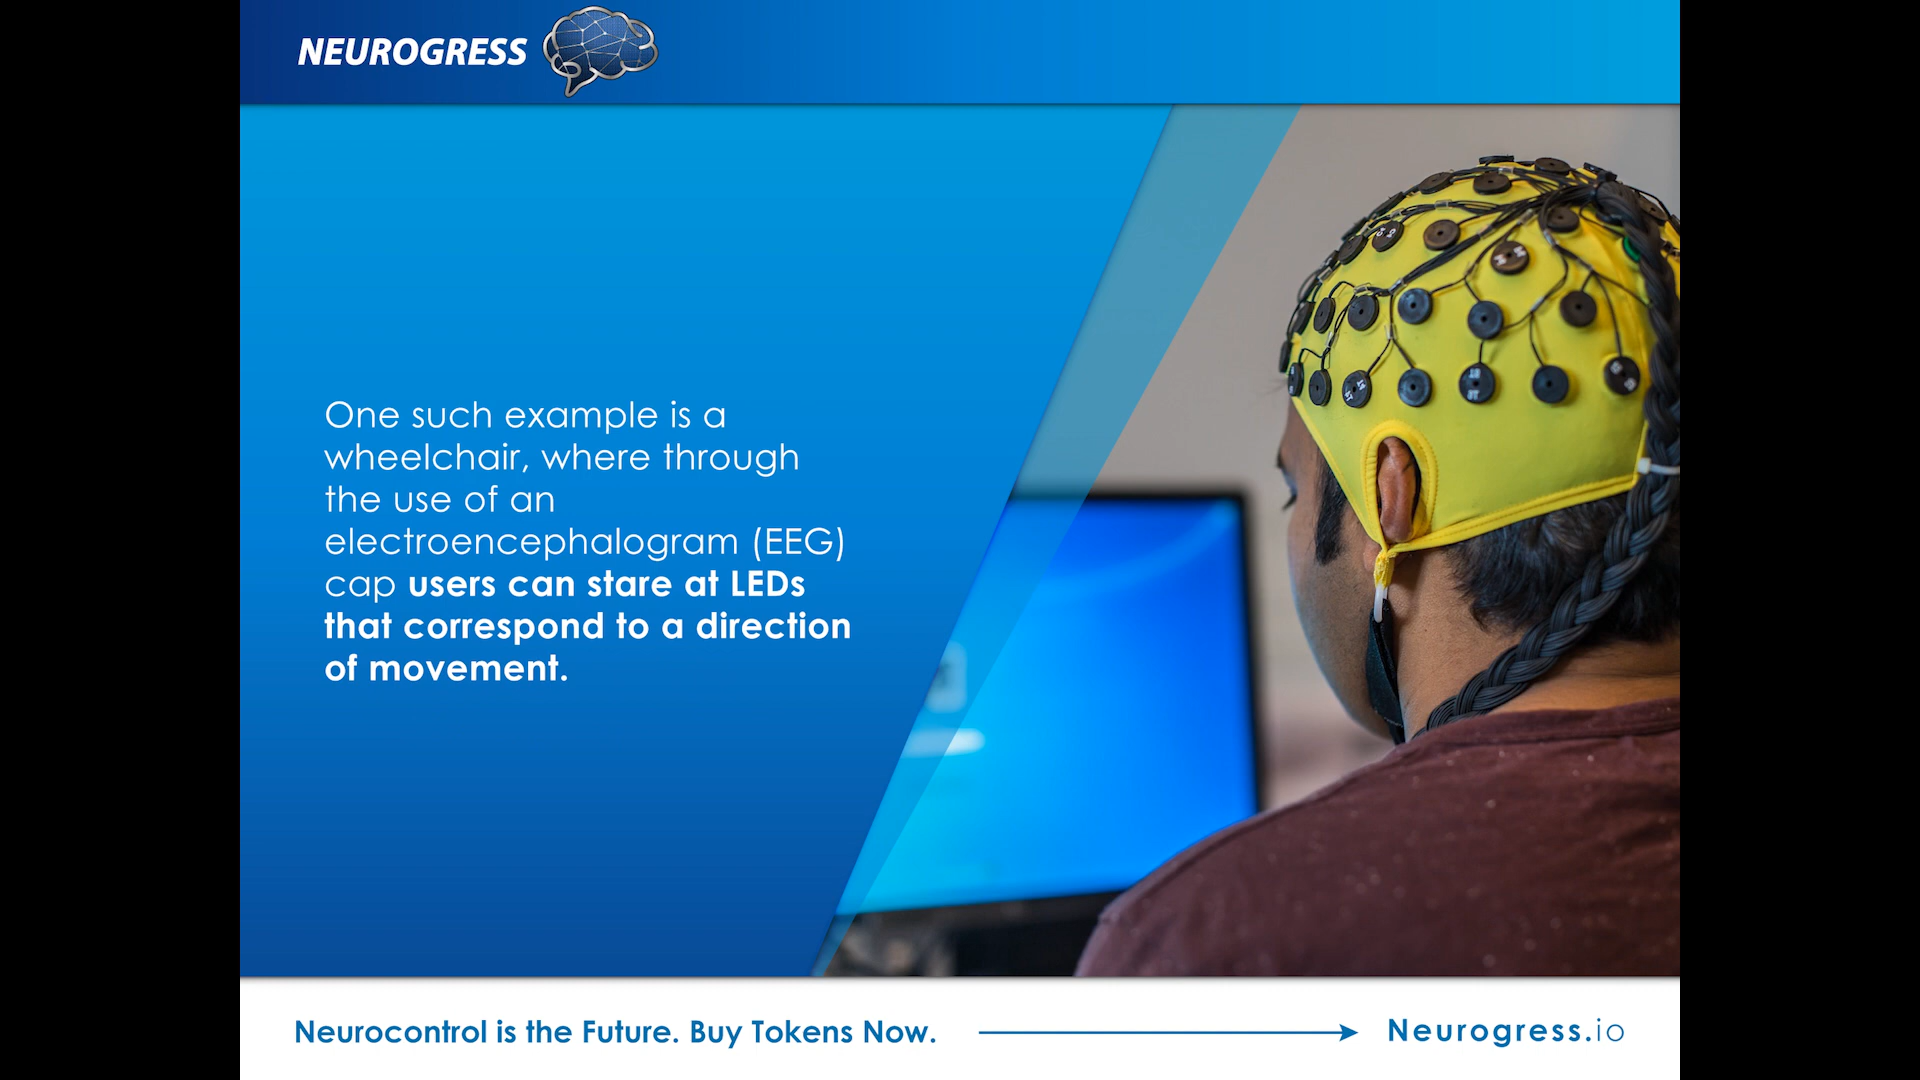 NEUROGRESS
One such example is a
wheelchair, where through
the use of an
electroencephalogram (EEG)
cap users can stare at LEDs
that correspond to a direction
of movement.
Neurocontrol is the Future. Buy Tokens Now.
Neurogress.io